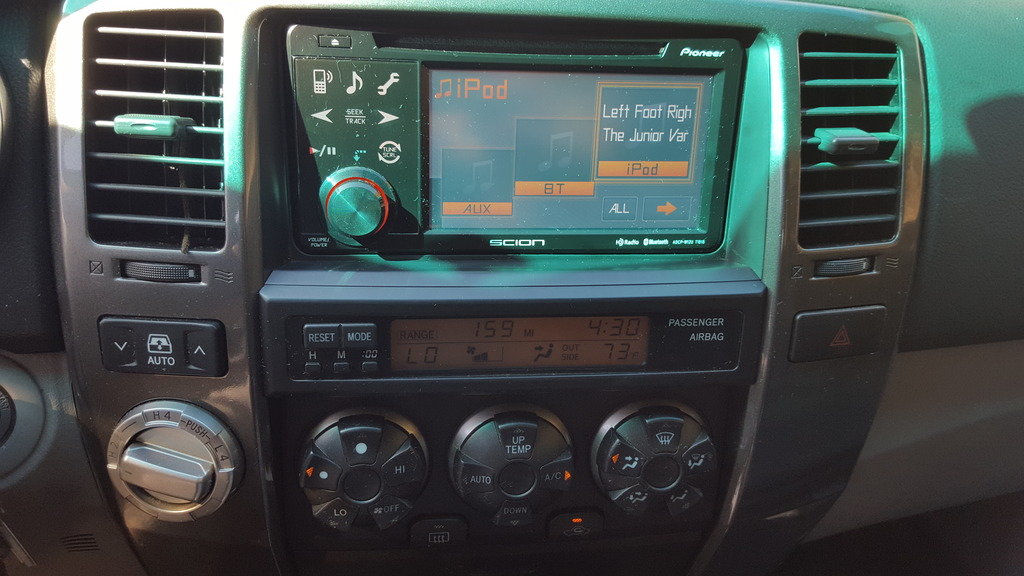 Pioneer
iPod
Left Foot Righ
The Junior Var
iPod
BT
AUX
ALL
SEEK
TRACK
TUNE
SCRL
VOLUME/
POWER
SCION
HD Radio Bluetooth
AUTO
RESET MODE
H M :00
RANGE 159 MI 4:30
LO OUT SIDE 73°F
PASSENGER
AIRBAG
H4
PUSH
L4
HI
LO
OFF
UP
TEMP
AUTO
A/C
DOWN